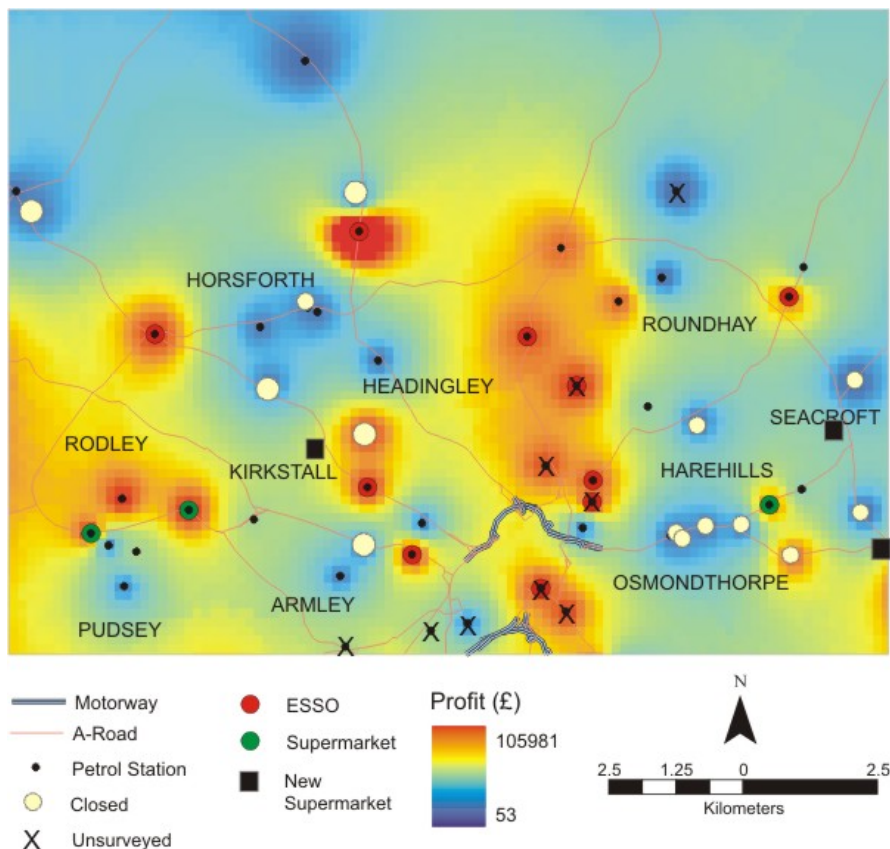 HORSFORTH
ROUNDHAY
HEADINGLEY
SEACROFT
RODLEY
KIRKSTALL
HAREHILLS
OSMONDTHORPE
ARMLEY
PUDSEY
Motorway
A-Road
Petrol Station
Closed
X Unsurveyed
ESSO
Supermarket
New
Supermarket
Profit (£)
105981
53
N
2.5 1.25 0 2.5
Kilometers